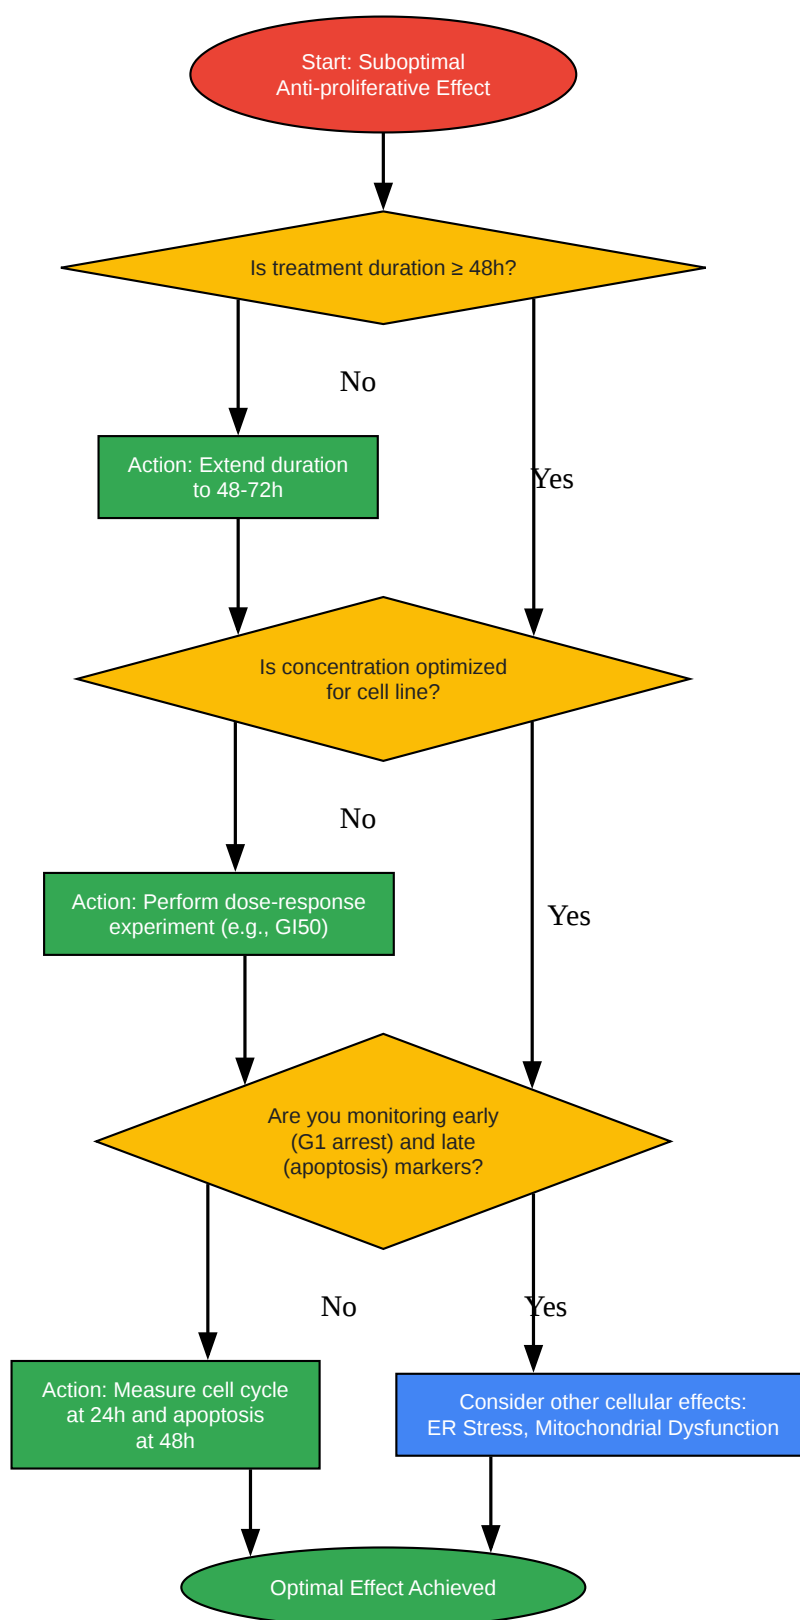 Start: Suboptimal
Anti-proliferative Effect
Is treatment duration ≥ 48h?
No
Action: Extend duration
to 48-72h
Yes
Is concentration optimized
for cell line?
No
Action: Perform dose-response
experiment (e.g., GI50)
Yes
Are you monitoring early
(G1 arrest) and late
(apoptosis) markers?
No
Yes
Action: Measure cell cycle
at 24h and apoptosis
at 48h
Consider other cellular effects:
ER Stress, Mitochondrial Dysfunction
Optimal Effect Achieved